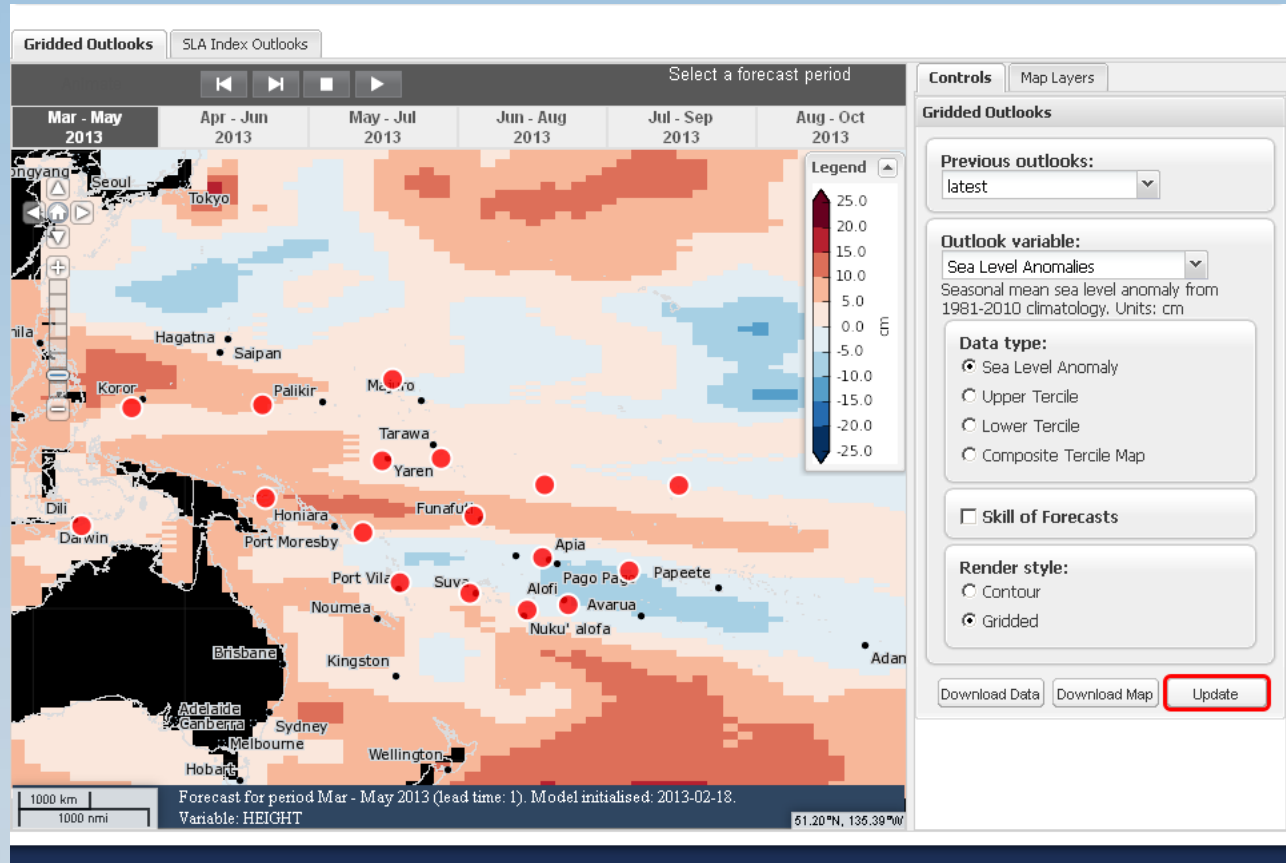 Gridded Outlooks
SLA Index Outlooks
Select a forecast period
Mar - May 2013
Apr - Jun 2013
May - Jul 2013
Jun - Aug 2013
Jul - Sep 2013
Aug - Oct 2013
Controls
Map Layers
Gridded Outlooks
Previous outlooks:
latest
Outlook variable:
Sea Level Anomalies
Seasonal mean sea level anomaly from
1981-2010 climatology. Units: cm
Data type:
Sea Level Anomaly
Upper Tercile
Lower Tercile
Composite Tercile Map
Skill of Forecasts
Render style:
Contour
Gridded
Download Data
Download Map
Update
Legend
25.0
20.0
15.0
10.0
5.0
0.0
-5.0
-10.0
-15.0
-20.0
-25.0
cm
ongyang
Seoul
Tokyo
nila
Hagatna
Saipan
Koror
Palikir
Tarawa
Yaren
Dili
Darwin
Honiara
Port Moresby
Funafuti
Apia
Port Vila
Suva
Alofi
Pago Pago
Papeete
Noumea
Avarua
Nuku' alofa
Brisbane
Kingston
Adan
Adelaide
Canberra
Sydney
Melbourne
Wellington
Hobart
1000 km
1000 nmi
Forecast for period Mar - May 2013 (lead time: 1). Model initialised: 2013-02-18.
Variable: HEIGHT
51.20°N, 135.39°W